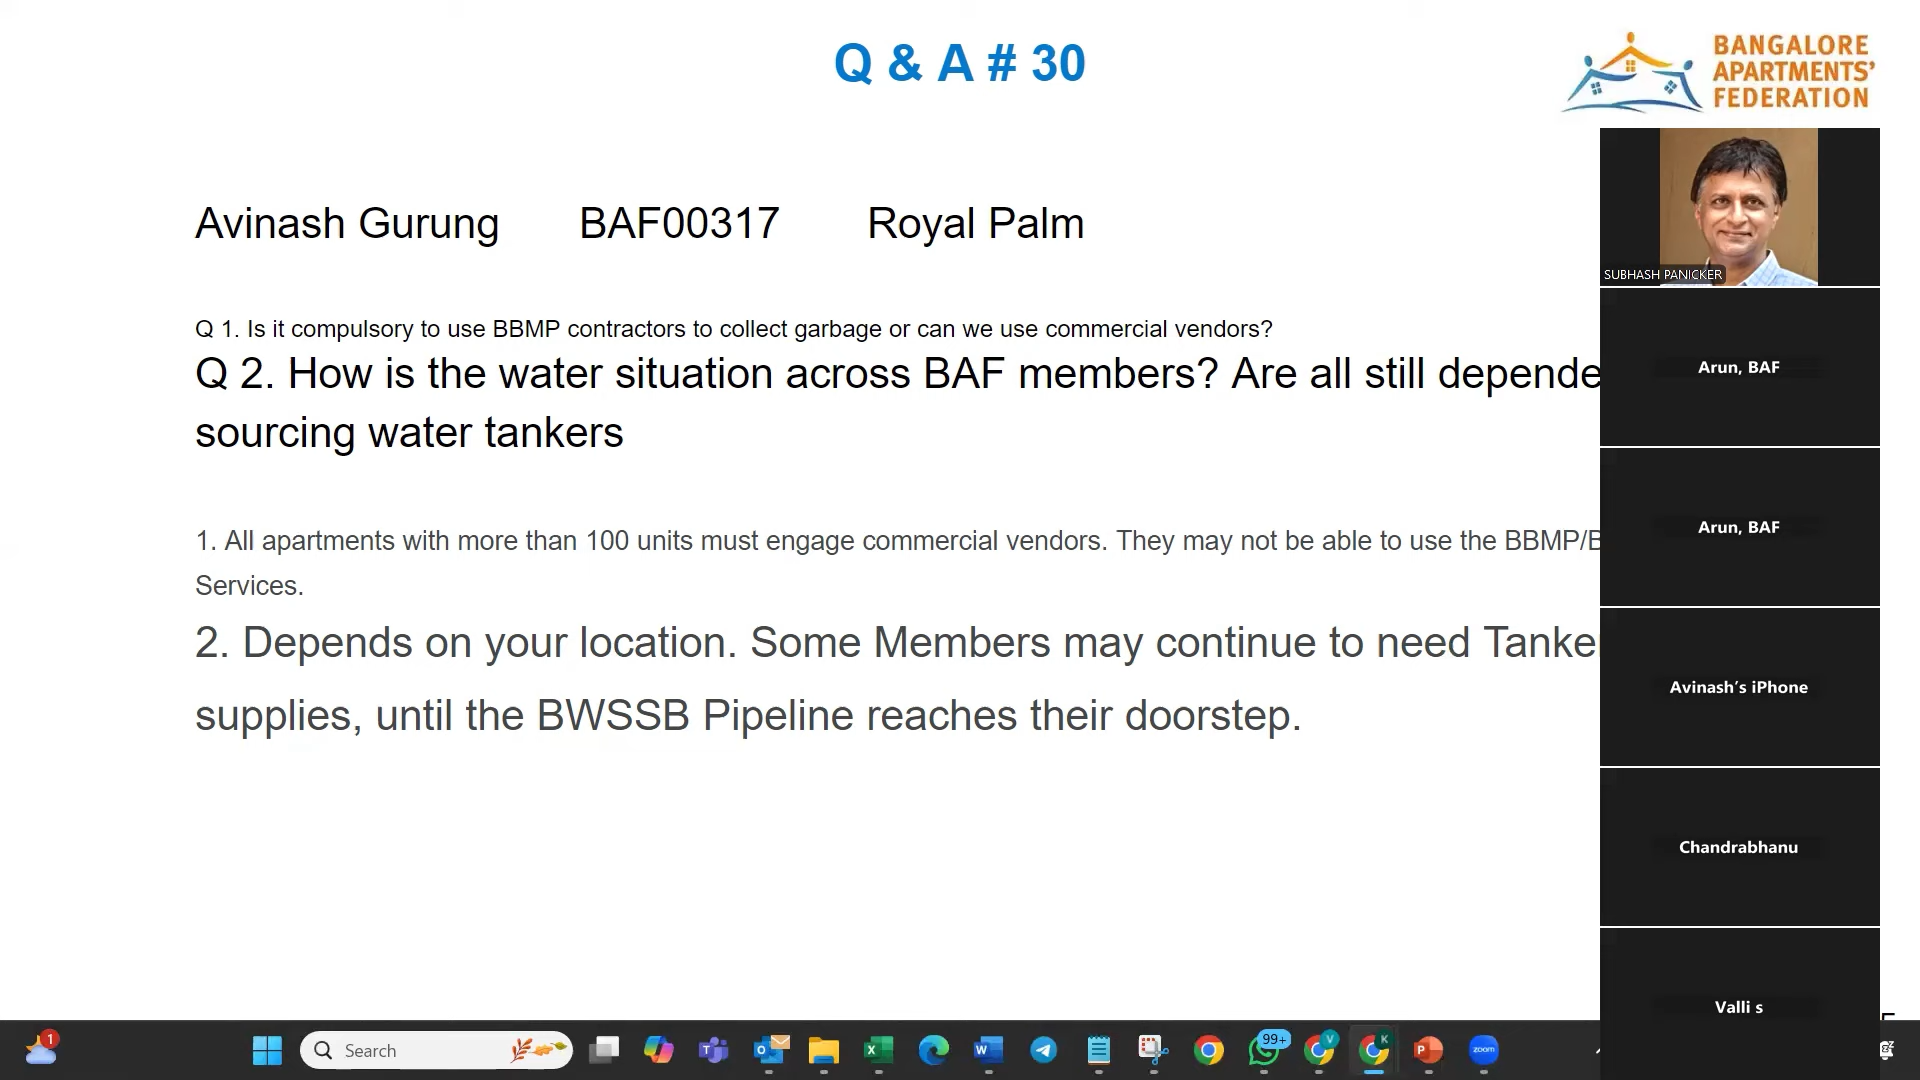 Q & A # 30
BANGALORE
APARTMENTS'
FEDERATION
Avinash Gurung BAF00317 Royal Palm
Q 1. Is it compulsory to use BBMP contractors to collect garbage or can we use commercial vendors?
Q 2. How is the water situation across BAF members? Are all still depende
sourcing water tankers
1. All apartments with more than 100 units must engage commercial vendors. They may not be able to use the BBMP/B
Services.
2. Depends on your location. Some Members may continue to need Tanke
supplies, until the BWSSB Pipeline reaches their doorstep.
SUBHASH PANICKER
Arun, BAF
Arun, BAF
Avinash's iPhone
Chandrabhanu
Valli s
1
Search
99+
V
K
zoom